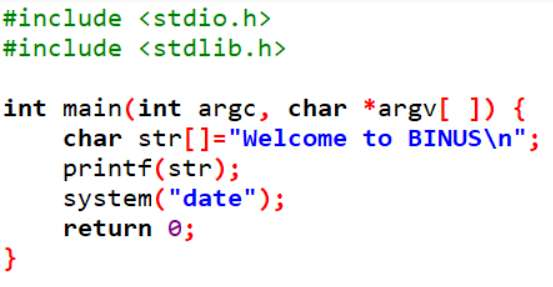 #include <stdio.h>
#include <stdlib.h>

int main(int argc, char *argv[ ]) {
    char str[]="Welcome to BINUS\n";
    printf(str);
    system("date");
    return 0;
}